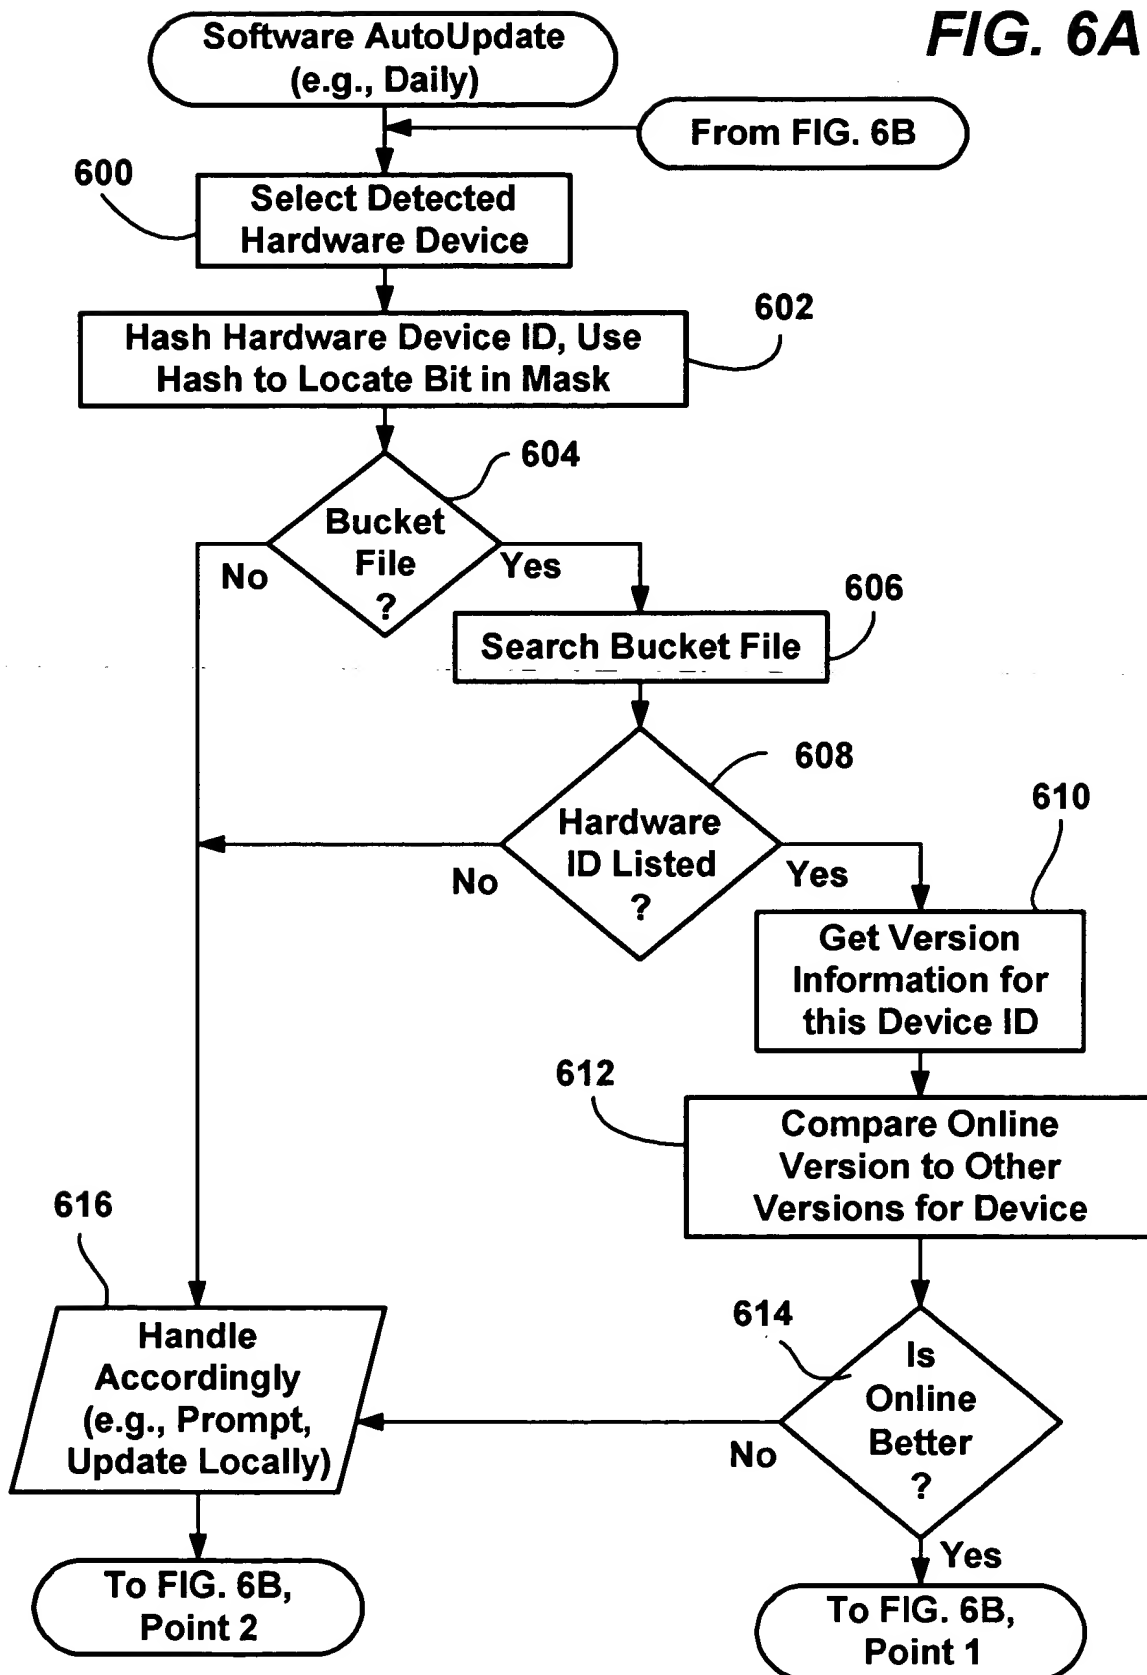 FIG. 6A
Software AutoUpdate
(e.g., Daily)
From FIG. 6B
600
Select Detected
Hardware Device
602
Hash Hardware Device ID, Use
Hash to Locate Bit in Mask
604
Bucket
File
?
No
Yes
606
Search Bucket File
608
Hardware
ID Listed
?
No
Yes
610
Get Version
Information for
this Device ID
612
Compare Online
Version to Other
Versions for Device
614
Is
Online
Better
?
No
Yes
616
Handle
Accordingly
(e.g., Prompt,
Update Locally)
To FIG. 6B,
Point 2
To FIG. 6B,
Point 1